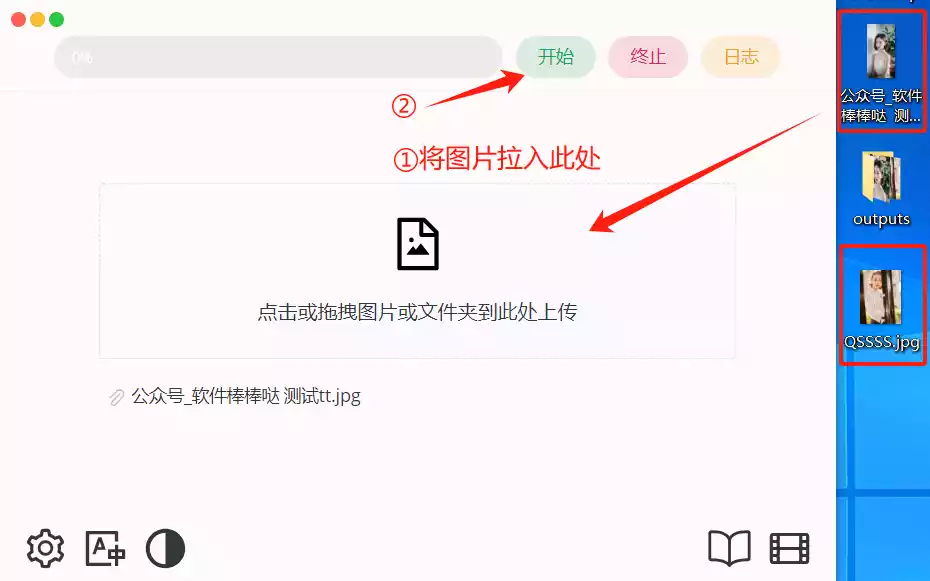 0%
开始
终止
日志
②
①将图片拉入此处
点击或拖拽图片或文件夹到此处上传
公众号_软件棒棒哒 测试tt.jpg
A中
公众号_软件
棒棒哒 测...
outputs
QSSSS.jpg